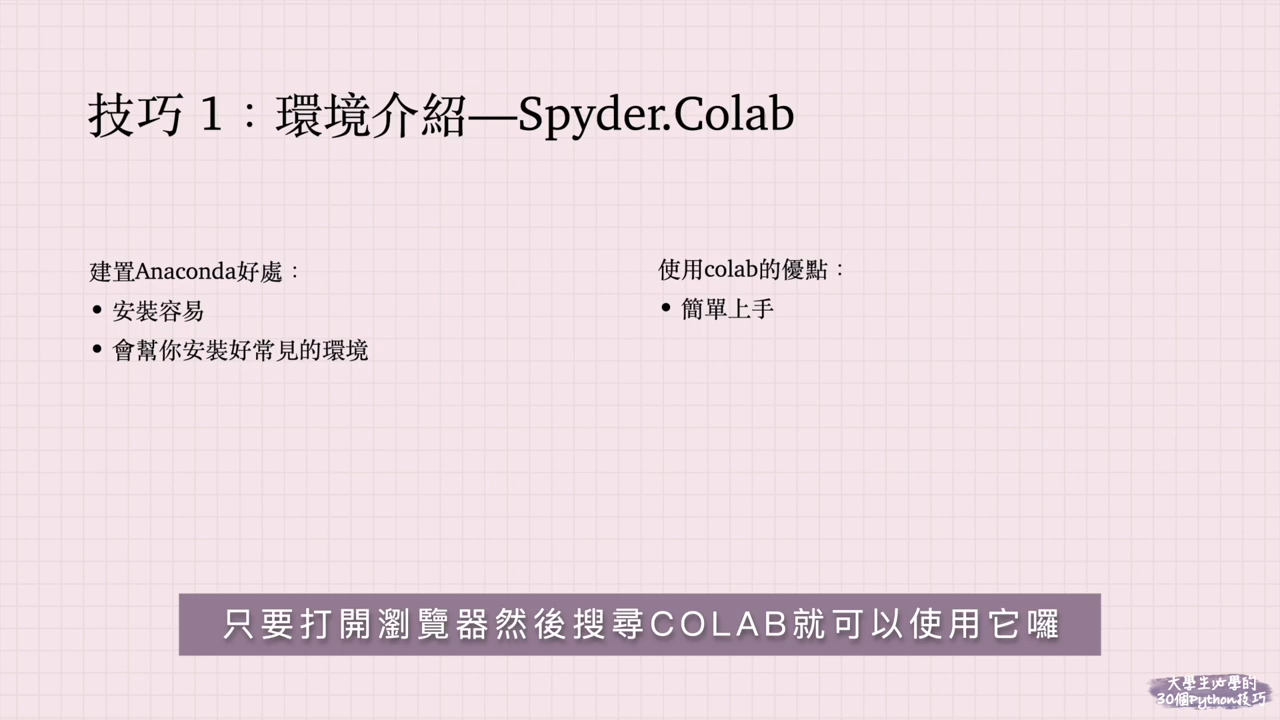 技巧 1：環境介紹—Spyder.Colab
建置Anaconda好處：
• 安裝容易
• 會幫你安裝好常見的環境
使用colab的優點：
• 簡單上手
只要打開瀏覽器然後搜尋COLAB就可以使用它囉
大學生必學的
30個Python技巧